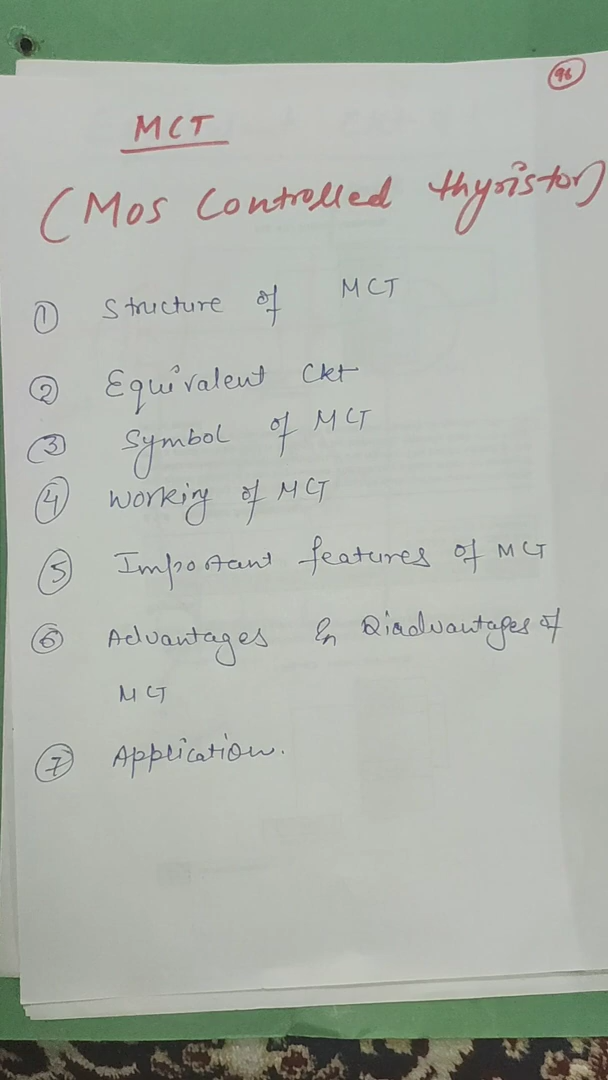 96
MCT
(Mos Controlled thyristor)
① Structure of MCT
② Equivalent Ckt
③ Symbol of MCT
④ Working of MCT
⑤ Important features of MCT
⑥ Advantages & Disadvantages of
MCT
⑦ Application.